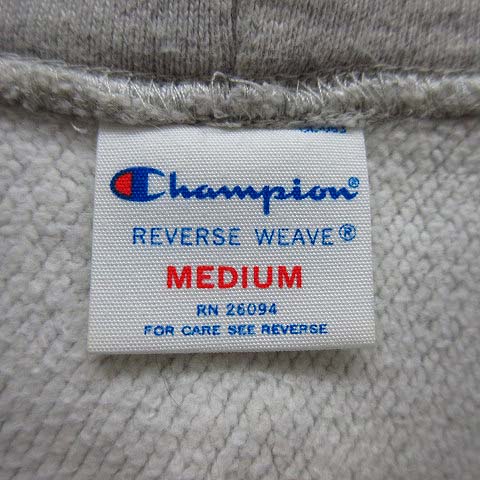 Champion®
REVERSE WEAVE®
MEDIUM
RN 26094
FOR CARE SEE REVERSE